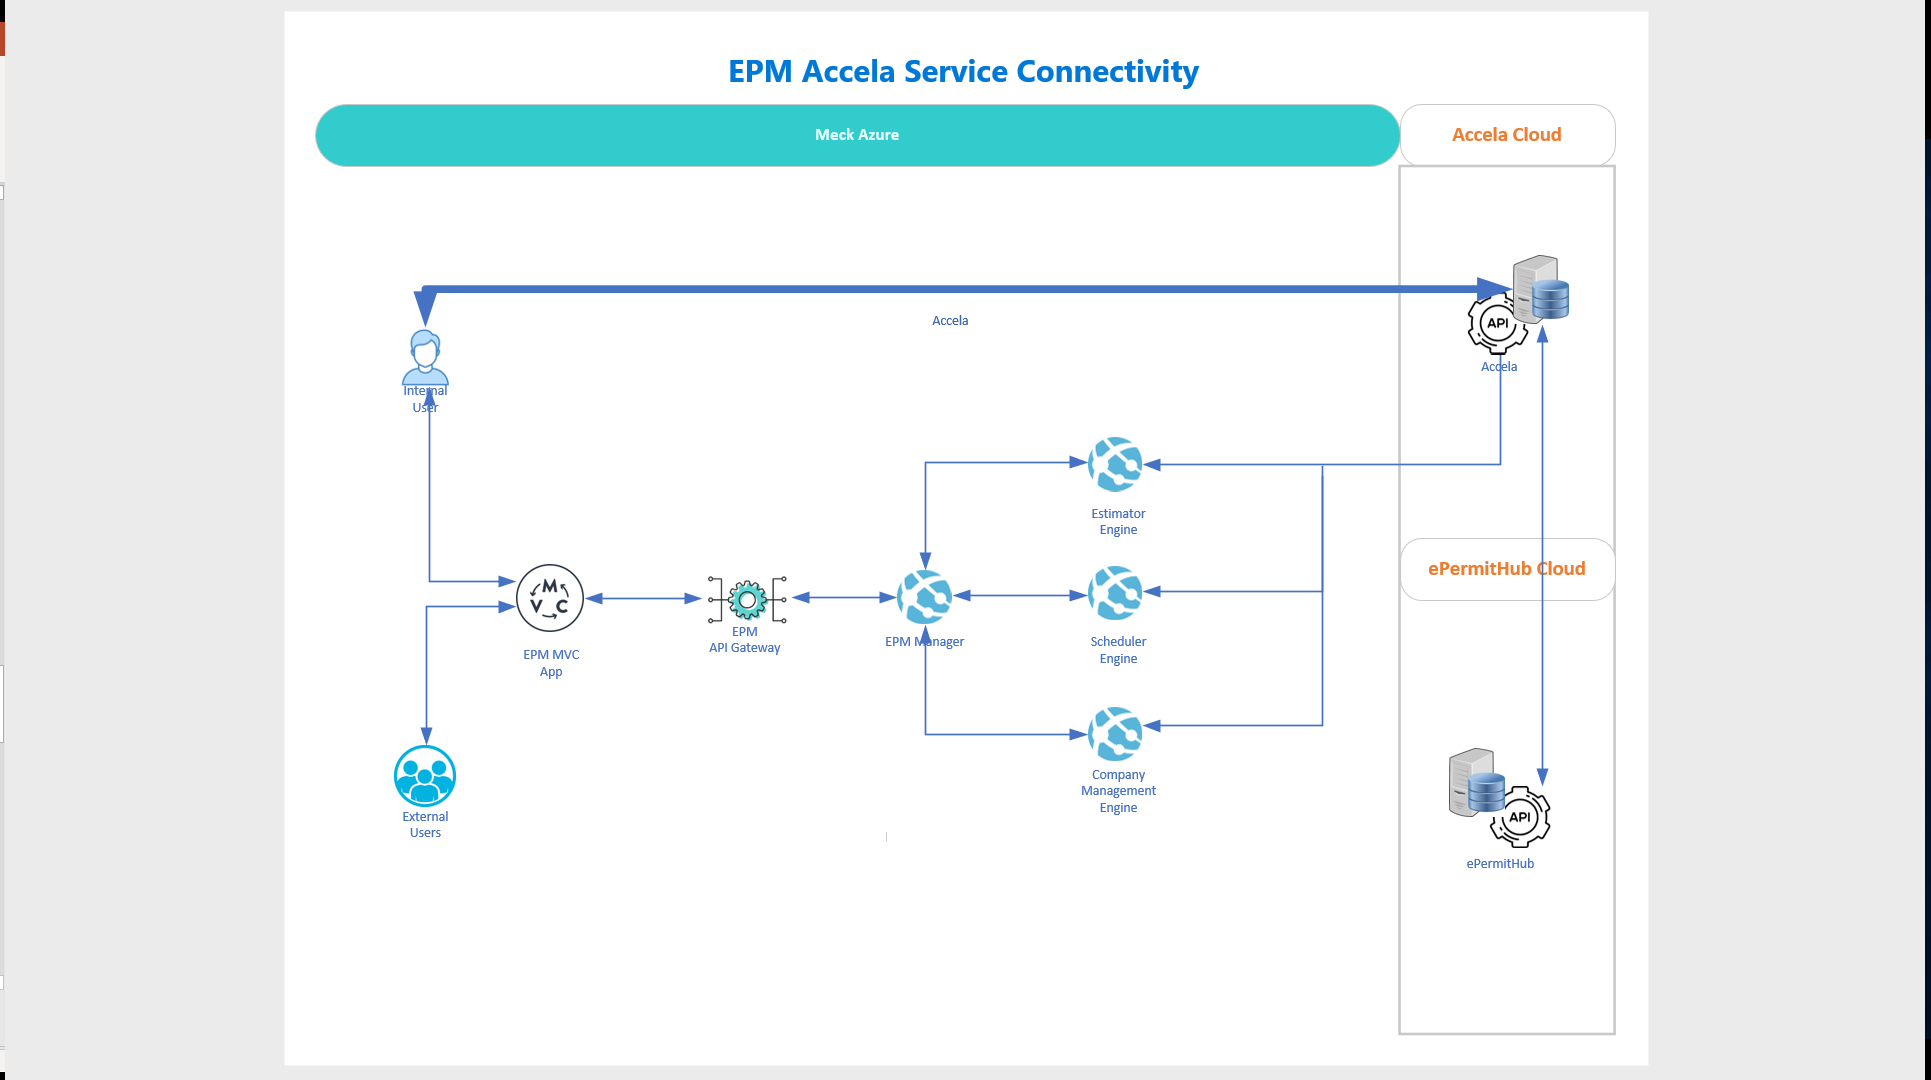 EPM Accela Service Connectivity
Meck Azure
Accela Cloud
Accela
API
Accela
Internal
User
Estimator
Engine
ePermitHub Cloud
M
V C
EPM MVC
App
EPM
API Gateway
EPM Manager
Scheduler
Engine
Company
Management
Engine
External
Users
API
ePermitHub